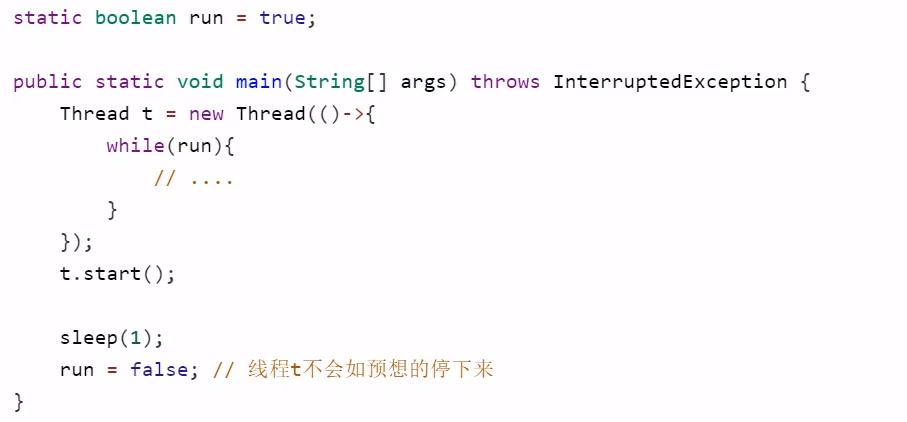 static boolean run = true;
public static void main(String[] args) throws InterruptedException {
Thread t = new Thread(()->{
while(run){
// ....
}
});
t.start();
sleep(1);
run = false; // 线程t不会如预想的停下来
}